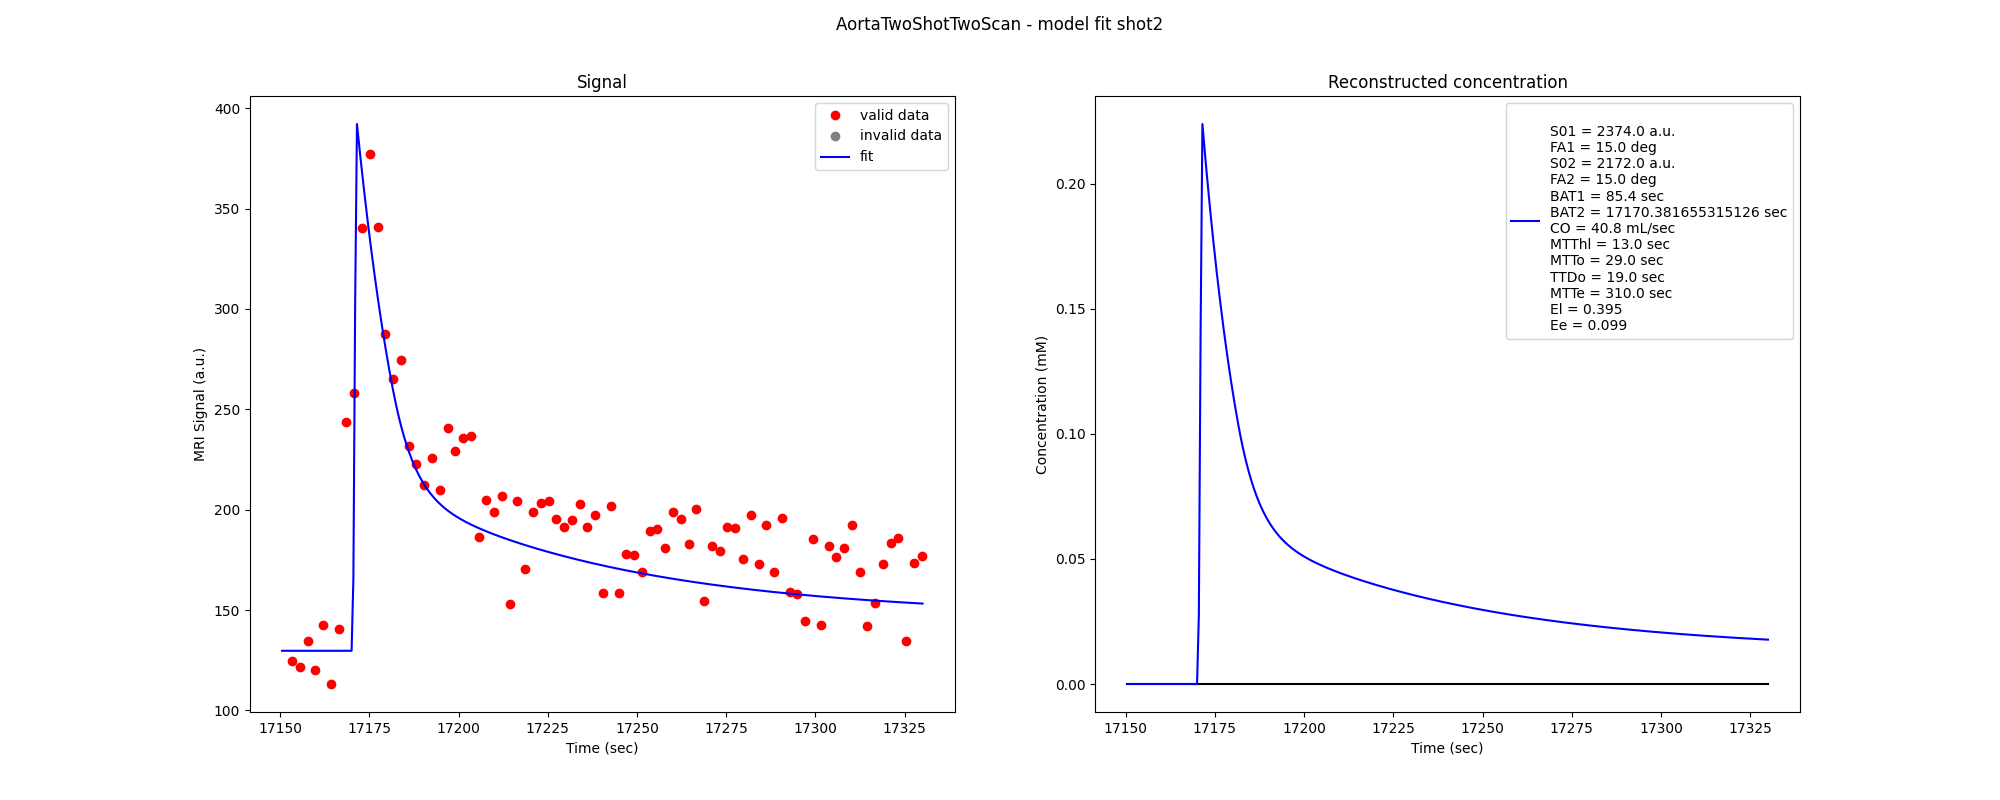 AortaTwoShotTwoScan - model fit shot2
Signal
MRI Signal (a.u.)
400
350
300
250
200
150
100
17150
17175
17200
17225
17250
17275
17300
17325
Time (sec)
valid data
invalid data
fit
Reconstructed concentration
Concentration (mM)
0.20
0.15
0.10
0.05
0.00
17150
17175
17200
17225
17250
17275
17300
17325
Time (sec)
S01 = 2374.0 a.u.
FA1 = 15.0 deg
S02 = 2172.0 a.u.
FA2 = 15.0 deg
BAT1 = 85.4 sec
BAT2 = 17170.381655315126 sec
CO = 40.8 mL/sec
MTThl = 13.0 sec
MTTo = 29.0 sec
TTDo = 19.0 sec
MTTe = 310.0 sec
El = 0.395
Ee = 0.099